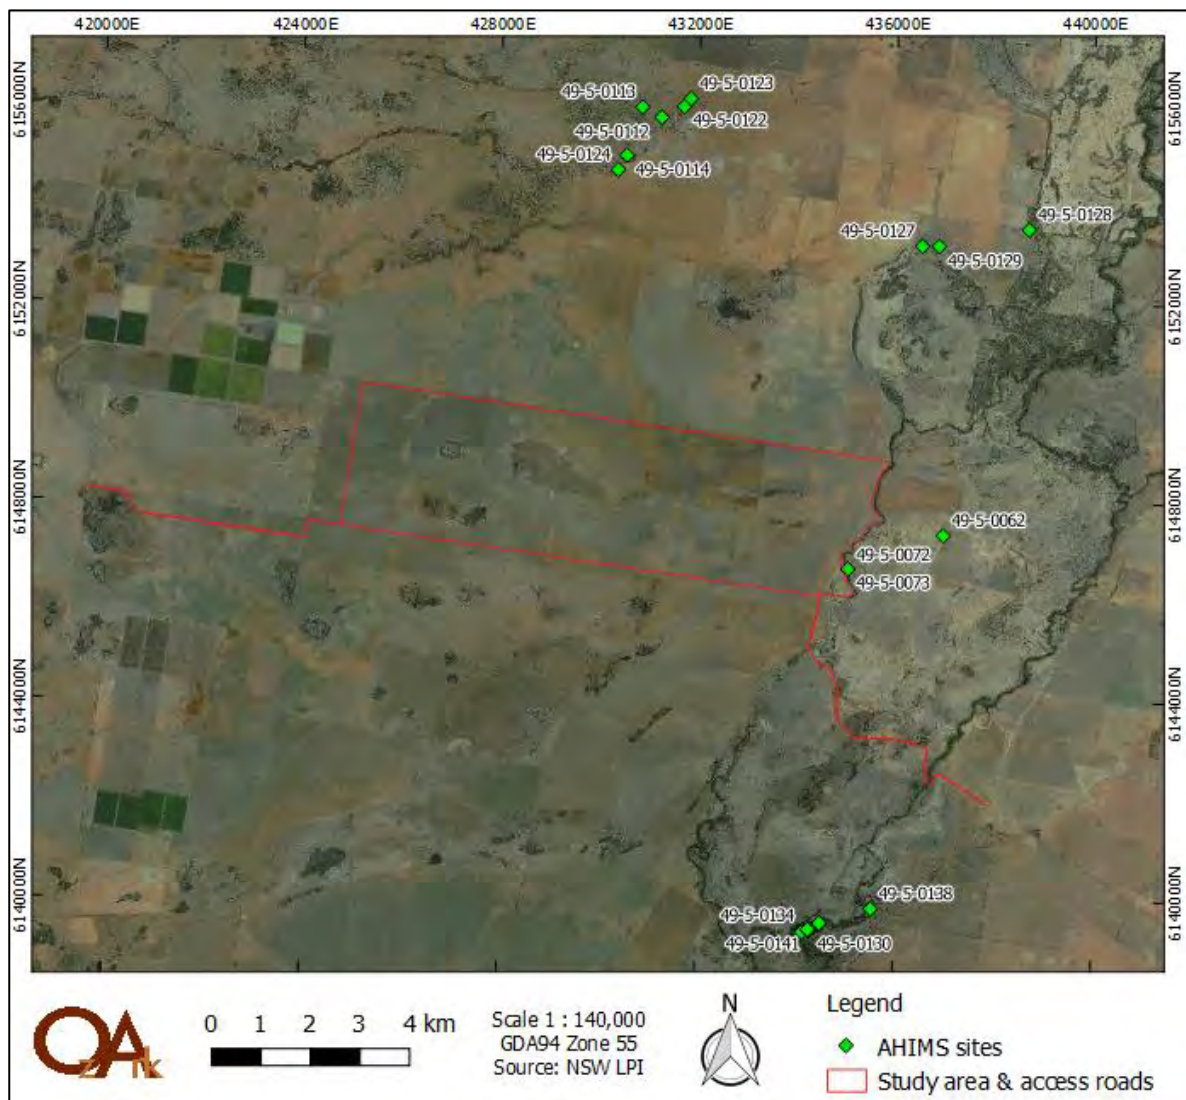 420000E 424000E 428000E 432000E 436000E 440000E
6156000N
6156000N
49-5-0123
49-5-0113
49-5-0122
49-5-0112
49-5-0124
49-5-0114
49-5-0128
49-5-0127
49-5-0129
6152000N
6152000N
6148000N
6148000N
49-5-0062
49-5-0072
49-5-0073
6144000N
6144000N
6140000N
6140000N
49-5-0138
49-5-0134
49-5-0141
49-5-0130
OzArk
0 1 2 3 4 km
Scale 1 : 140,000
GDA94 Zone 55
Source: NSW LPI
N
Legend
AHIMS sites
Study area & access roads